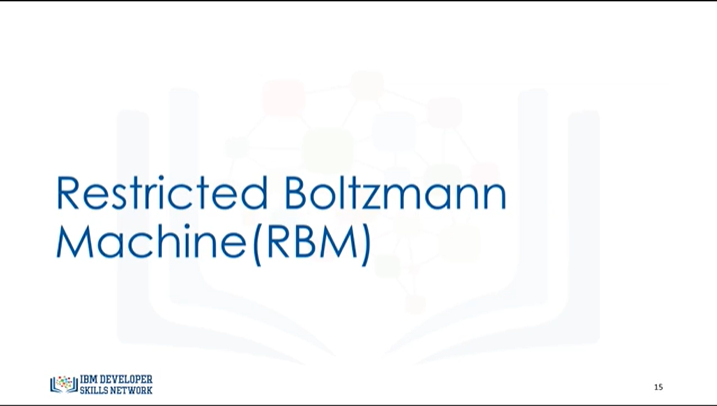 Restricted Boltzmann
Machine(RBM)
IBM DEVELOPER
SKILLS NETWORK
15